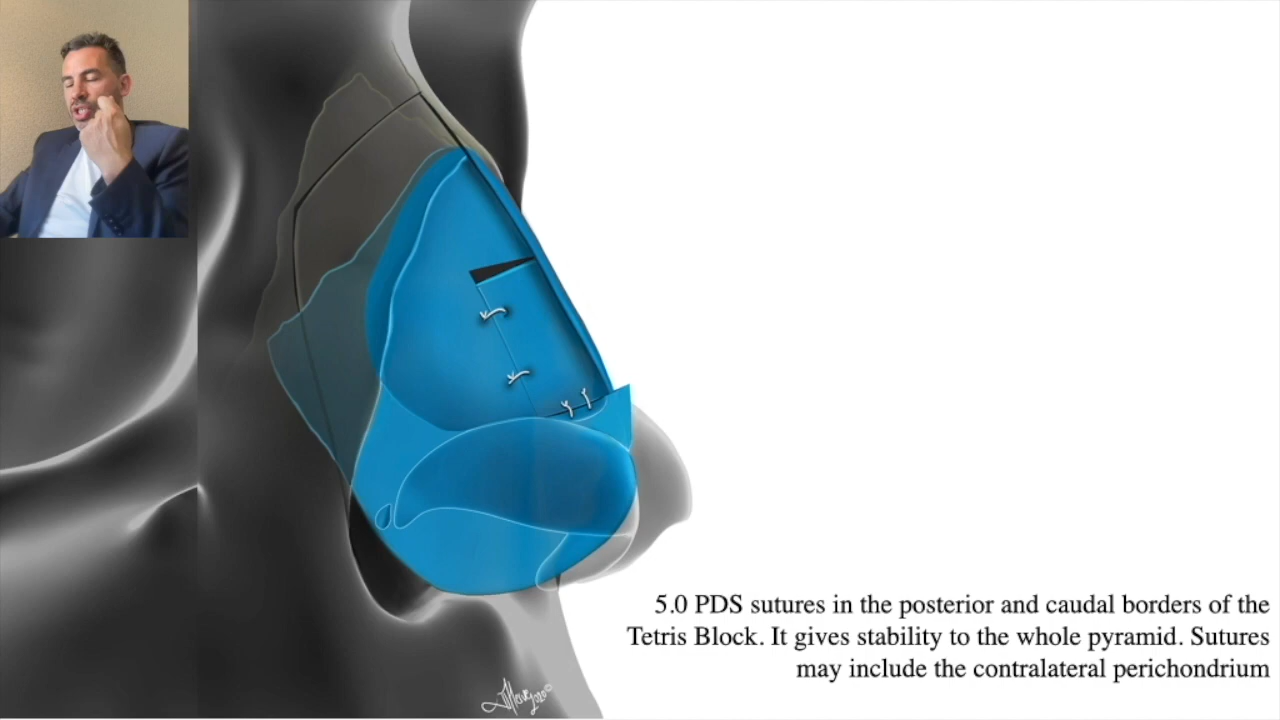 5.0 PDS sutures in the posterior and caudal borders of the
Tetris Block. It gives stability to the whole pyramid. Sutures
may include the contralateral perichondrium